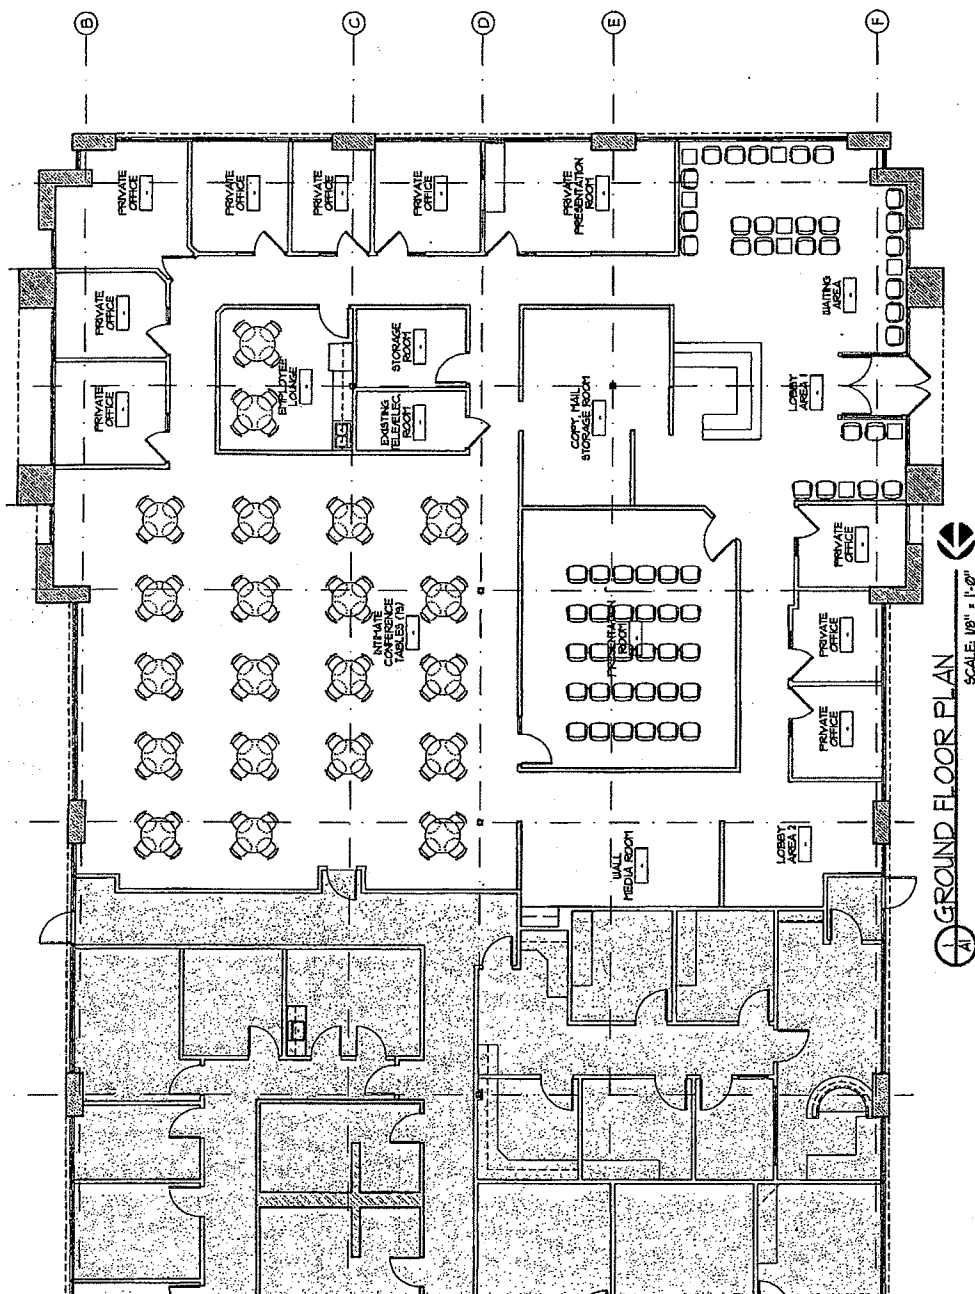 B
C
D
E
F
PRIVATE
OFFICE
PRIVATE
OFFICE
PRIVATE
OFFICE
PRIVATE
OFFICE
PRIVATE
PRESENTATION
ROOM
PRIVATE
OFFICE
PRIVATE
OFFICE
EMPLOYEE
LOUNGE
STORAGE
ROOM
EXISTING
TELE/ELEC.
ROOM
COPY, MAIL
STORAGE ROOM
WAITING
AREA
LOBBY
AREA 1
INTIMATE
CONFERENCE
TABLES (19)
PRESENTATION
ROOM
PRIVATE
OFFICE
PRIVATE
OFFICE
PRIVATE
OFFICE
WALL
MEDIA ROOM
LOBBY
AREA 2
1
A1
GROUND FLOOR PLAN
SCALE: 1/8" = 1'-0"